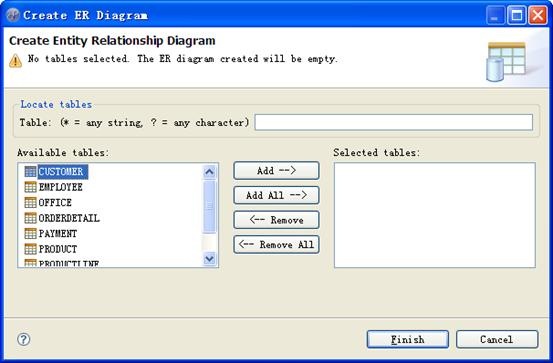 Create ER Diagram
Create Entity Relationship Diagram
No tables selected. The ER diagram created will be empty.
Locate tables
Table: (* = any string, ? = any character)
Available tables:
Selected tables:
CUSTOMER
EMPLOYEE
OFFICE
ORDERDETAIL
PAYMENT
PRODUCT
PRODUCTLINE
Add -->
Add All -->
<-- Remove
<-- Remove All
?
Finish
Cancel